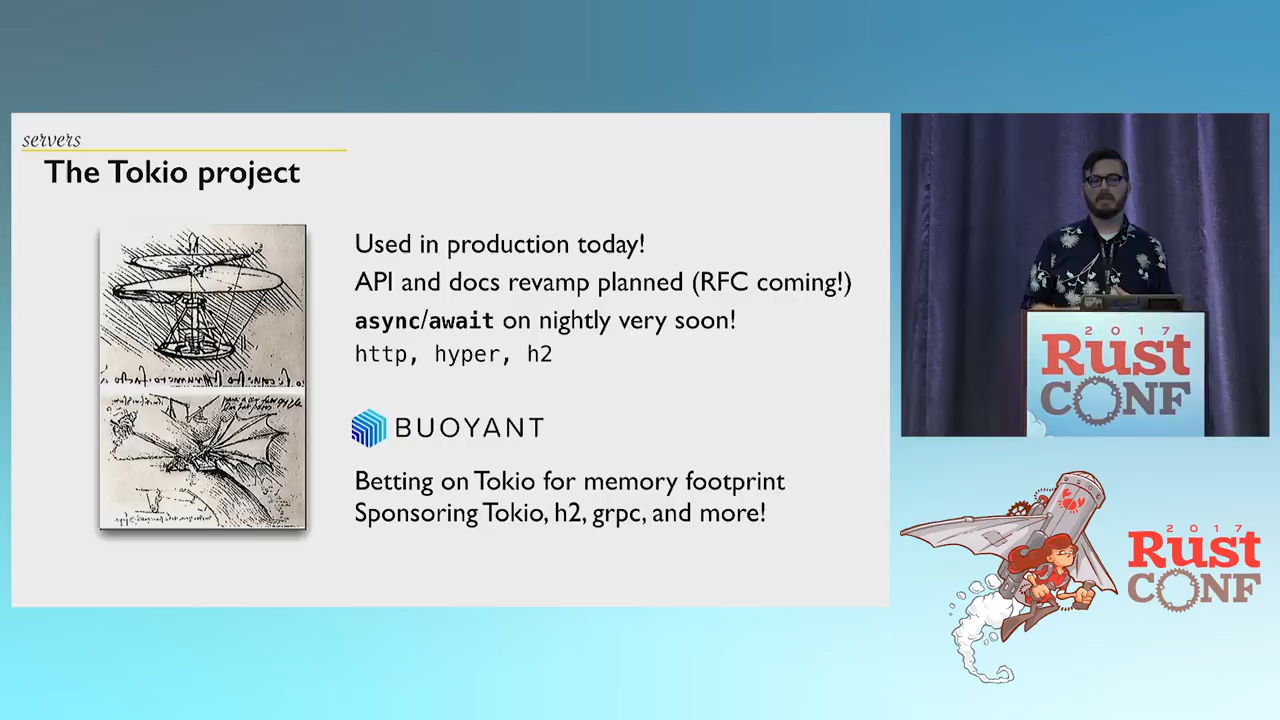 servers
The Tokio project
Used in production today!
API and docs revamp planned (RFC coming!)
async/await on nightly very soon!
http, hyper, h2
BUOYANT
Betting on Tokio for memory footprint
Sponsoring Tokio, h2, grpc, and more!
2017
Rust
CONF
2017
Rust
CONF